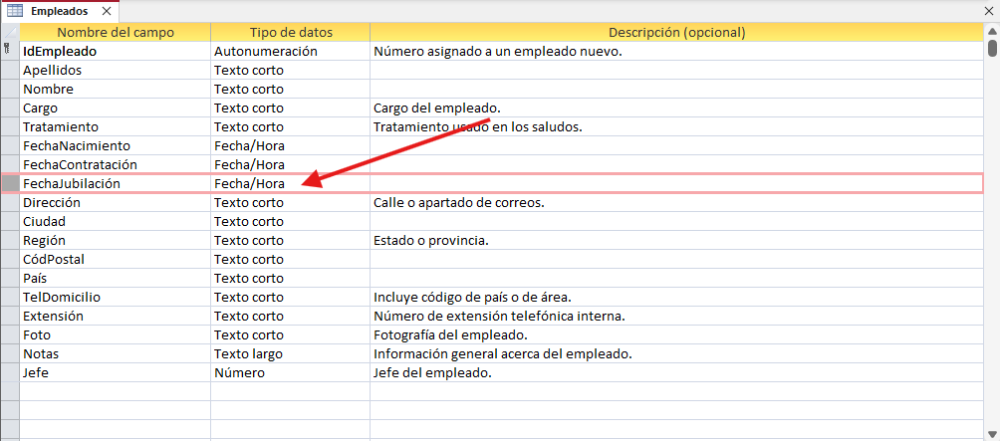 Empleados
Nombre del campo Tipo de datos Descripción (opcional)
IdEmpleado Autonumeración Número asignado a un empleado nuevo.
Apellidos Texto corto
Nombre Texto corto
Cargo Texto corto Cargo del empleado.
Tratamiento Texto corto Tratamiento usado en los saludos.
FechaNacimiento Fecha/Hora
FechaContratación Fecha/Hora
FechaJubilación Fecha/Hora
Dirección Texto corto Calle o apartado de correos.
Ciudad Texto corto
Región Texto corto Estado o provincia.
CódPostal Texto corto
País Texto corto
TelDomicilio Texto corto Incluye código de país o de área.
Extensión Texto corto Número de extensión telefónica interna.
Foto Texto corto Fotografía del empleado.
Notas Texto largo Información general acerca del empleado.
Jefe Número Jefe del empleado.